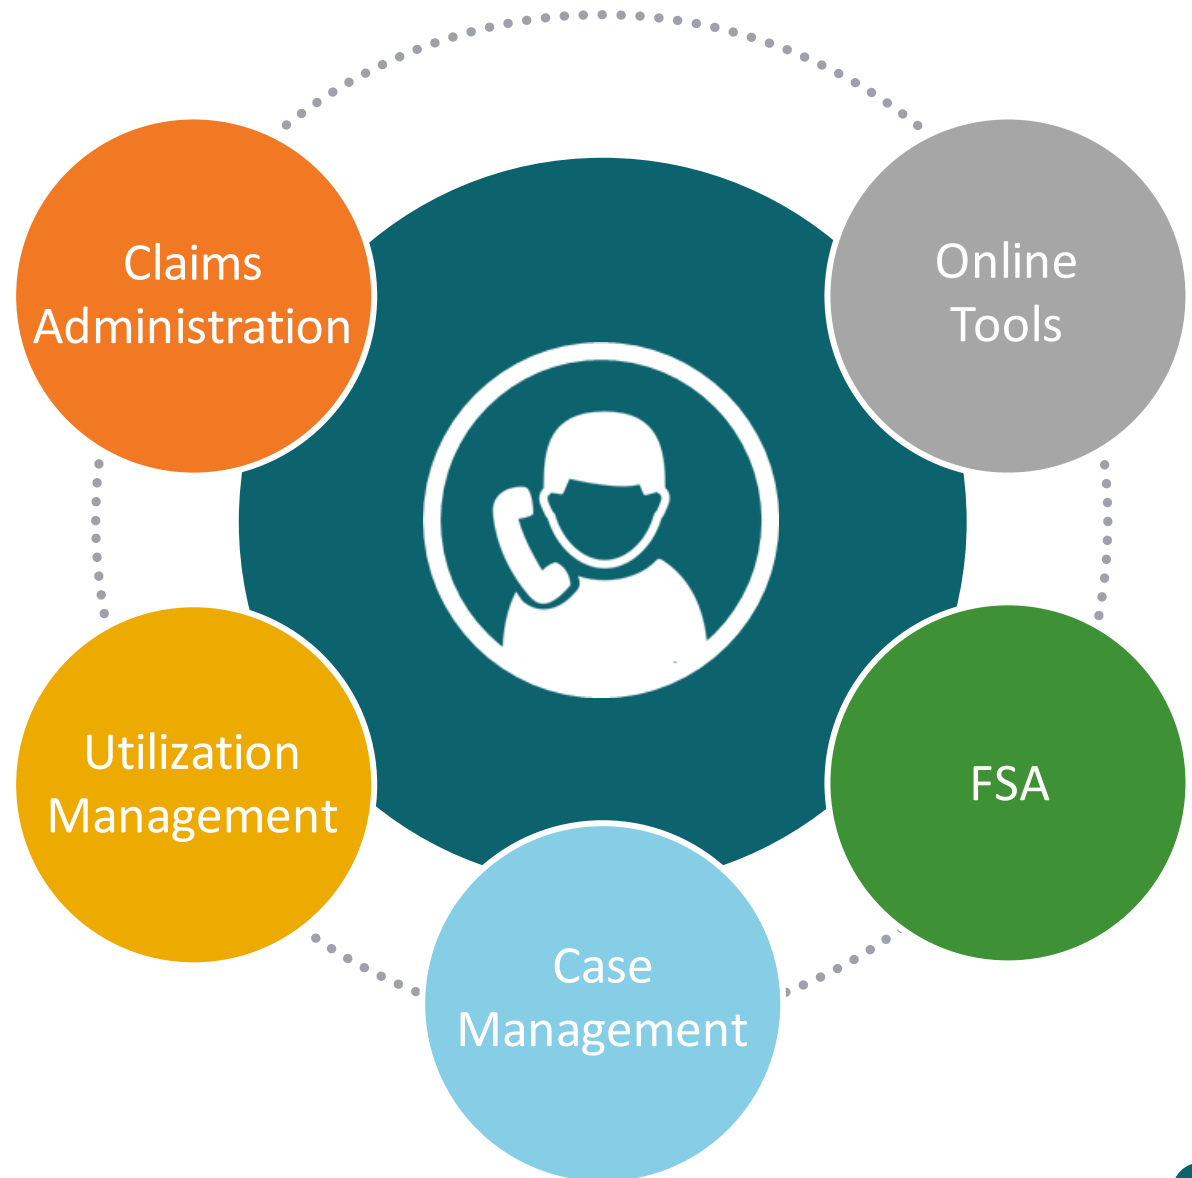 Claims
Administration
Online
Tools
Utilization
Management
FSA
Case
Management